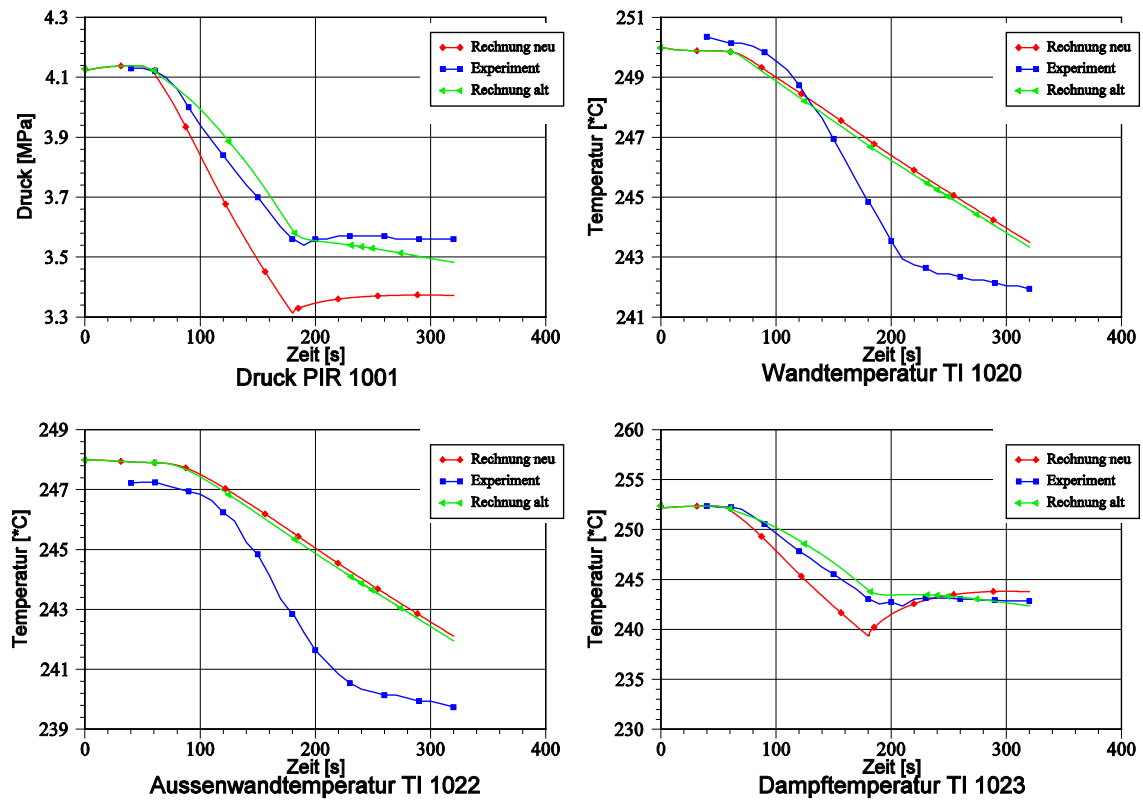 4.3
4.1
3.9
3.7
3.5
3.3
Druck [MPa]
Rechnung neu
Experiment
Rechnung alt
0
100
200
300
400
Zeit [s]
Druck PIR 1001
251
249
247
245
243
241
Temperatur [*C]
Rechnung neu
Experiment
Rechnung alt
0
100
200
300
400
Zeit [s]
Wandtemperatur TI 1020
249
247
245
243
241
239
Temperatur [*C]
Rechnung neu
Experiment
Rechnung alt
0
100
200
300
400
Zeit [s]
Aussenwandtemperatur TI 1022
260
255
250
245
240
235
230
Temperatur [*C]
Rechnung neu
Experiment
Rechnung alt
0
100
200
300
400
Zeit [s]
Dampftemperatur TI 1023